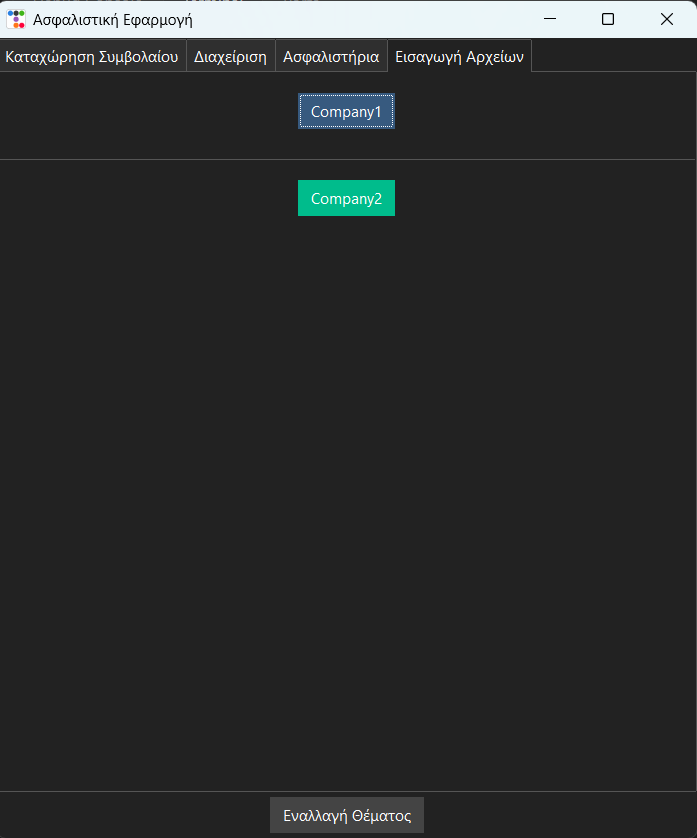 Ασφαλιστική Εφαρμογή
Καταχώρηση Συμβολαίου Διαχείριση Ασφαλιστήρια Εισαγωγή Αρχείων
Company1
Company2
Εναλλαγή Θέματος